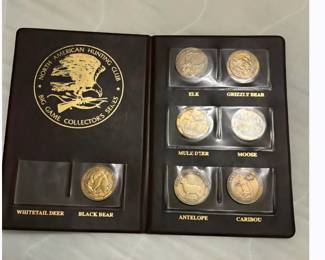 NORTH AMERICAN HUNTING CLUB
BIG GAME COLLECTORS SERIES
WHITETAIL DEER
BLACK BEAR
ELK
GRIZZLY BEAR
MULE DEER
MOOSE
ANTELOPE
CARIBOU